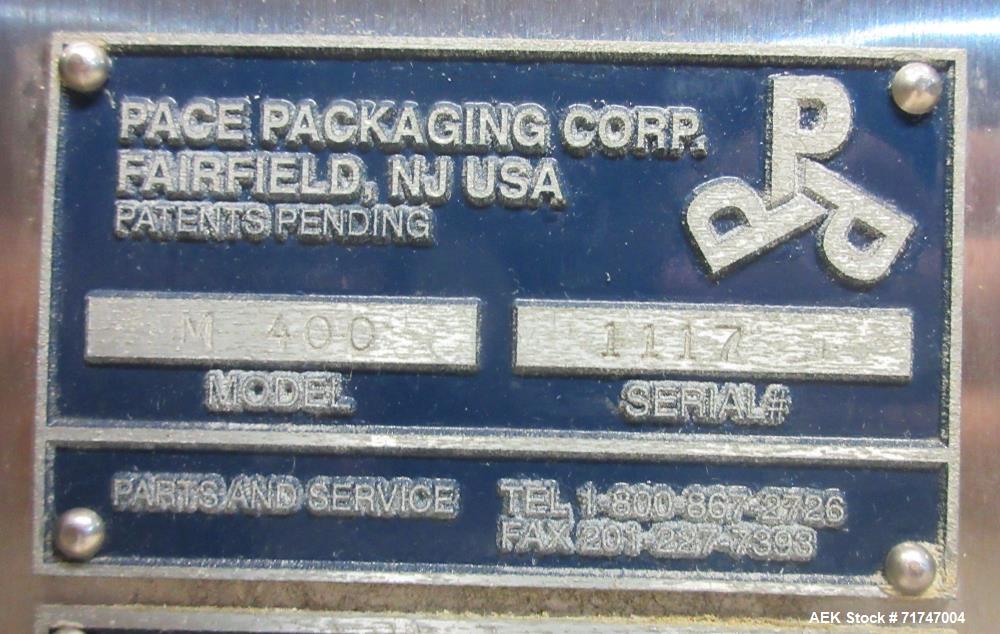 PACE PACKAGING CORP.
FAIRFIELD, NJ USA
PATENTS PENDING
P P P
M 400
1117
MODEL
SERIAL#
PARTS AND SERVICE
TEL 1-800-867-2726
FAX 201-227-7393
AEK Stock # 71747004